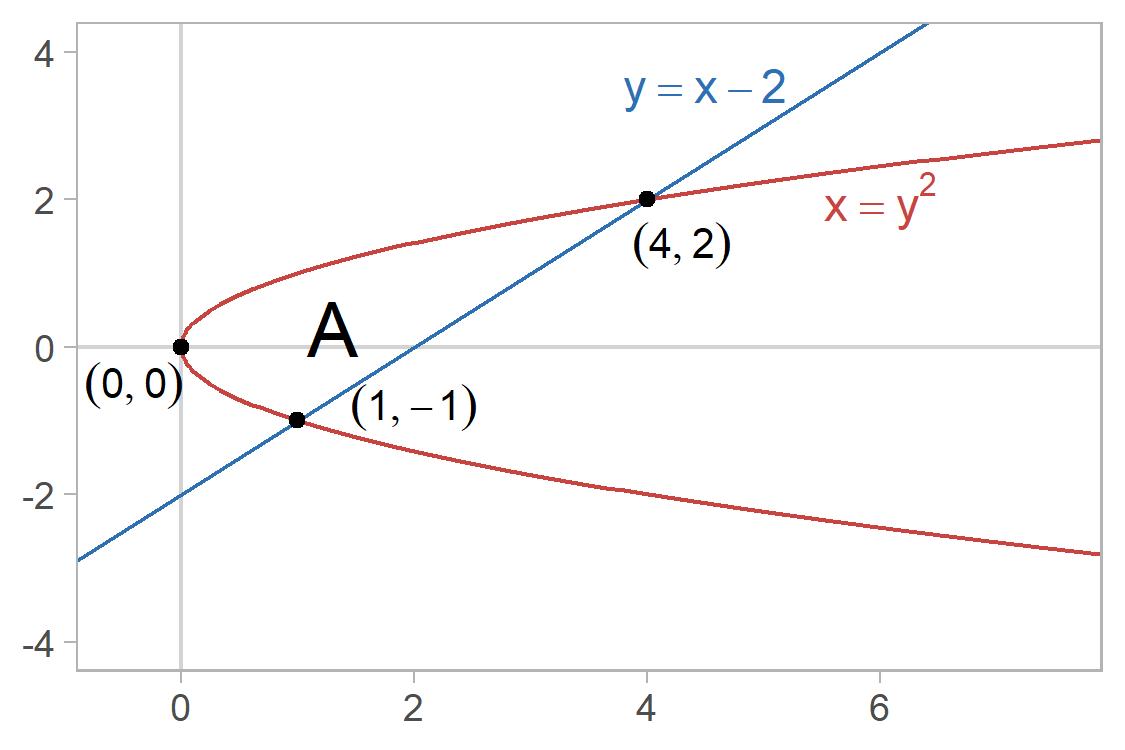 4
y = x − 2
2
x = y²
(4, 2)
A
0
(0, 0)
(1, − 1)
-2
-4
0 2 4 6